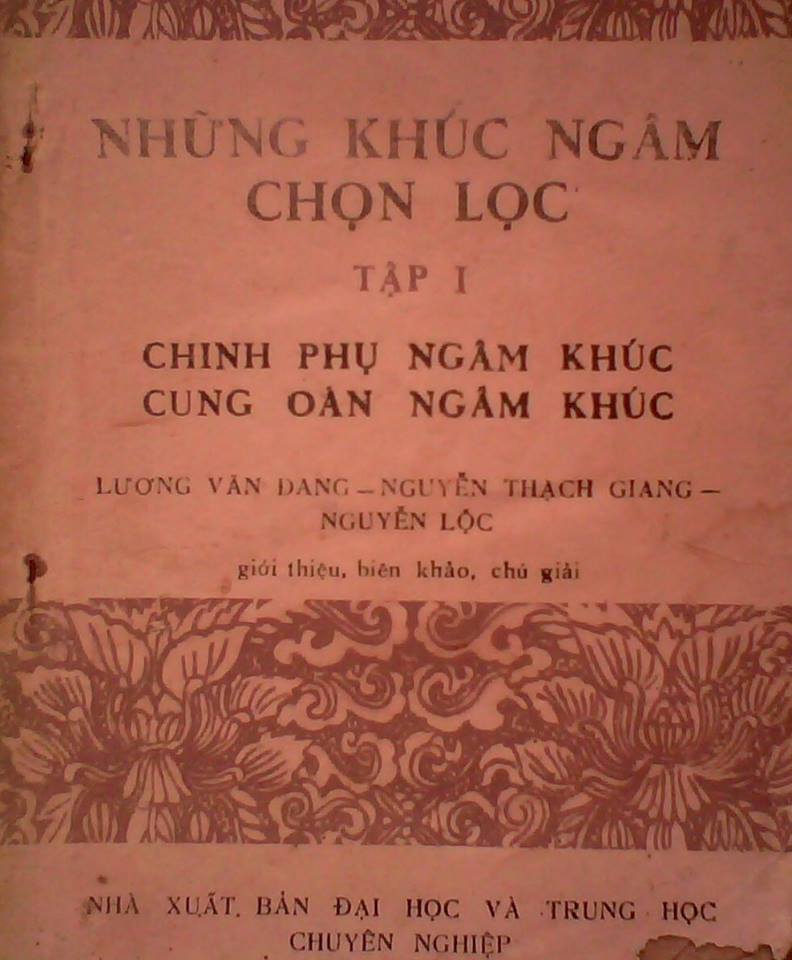 NHỮNG KHÚC NGÂM
CHỌN LỌC
TẬP I
CHINH PHỤ NGÂM KHÚC
CUNG OÁN NGÂM KHÚC
LƯƠNG VĂN ĐANG – NGUYỄN THẠCH GIANG –
NGUYỄN LỘC
giới thiệu, biên khảo, chú giải
NHÀ XUẤT BẢN ĐẠI HỌC VÀ TRUNG HỌC
CHUYÊN NGHIỆP